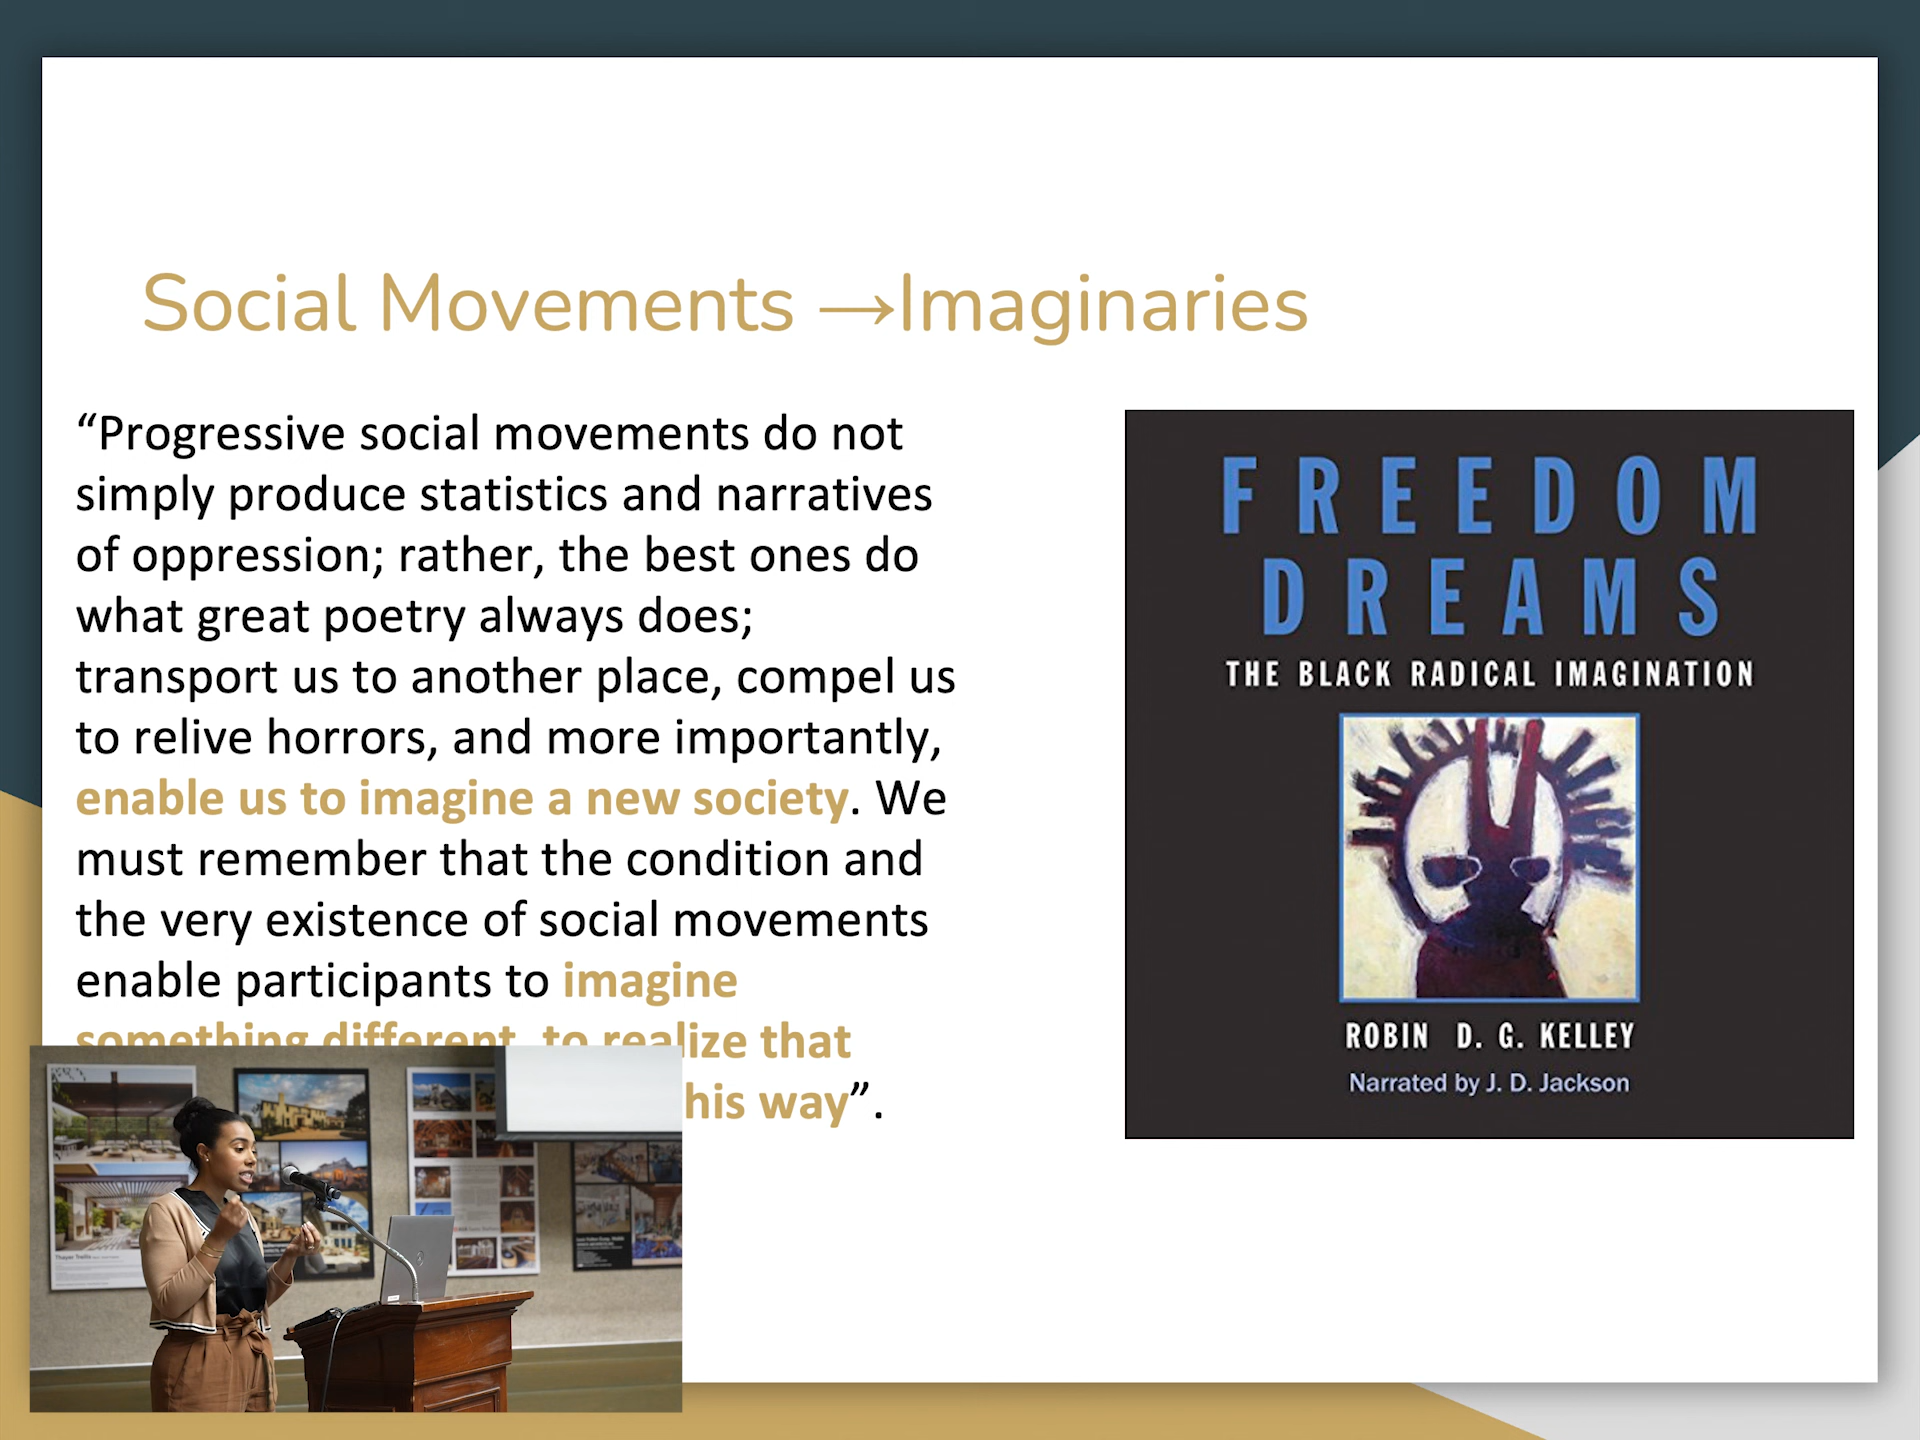 Social Movements →Imaginaries
“Progressive social movements do not
simply produce statistics and narratives
of oppression; rather, the best ones do
what great poetry always does;
transport us to another place, compel us
to relive horrors, and more importantly,
enable us to imagine a new society. We
must remember that the condition and
the very existence of social movements
enable participants to imagine
something different, to realize that
his way”.
FREEDOM
DREAMS
THE BLACK RADICAL IMAGINATION
ROBIN D. G. KELLEY
Narrated by J. D. Jackson